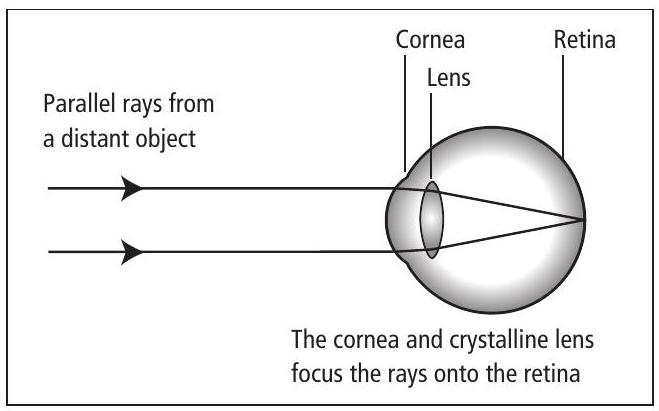 Cornea
Retina
Lens
Parallel rays from
a distant object
The cornea and crystalline lens
focus the rays onto the retina